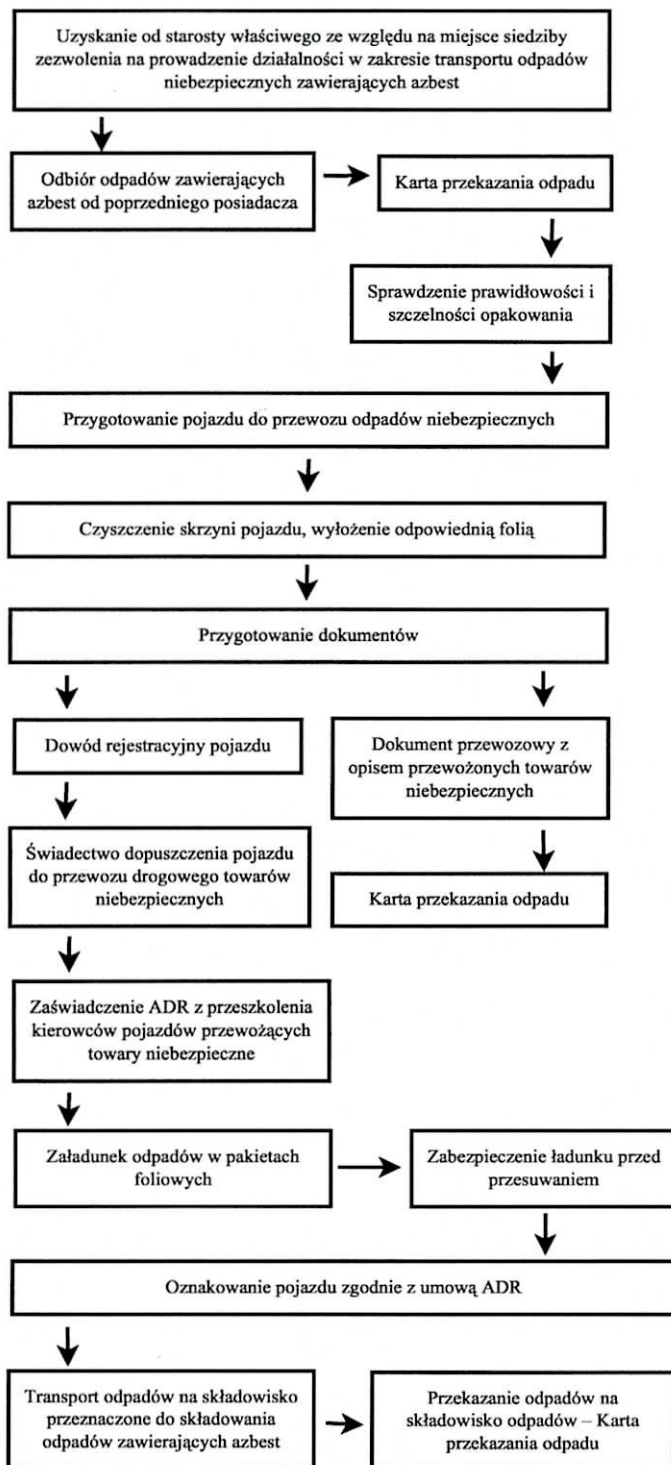 Uzyskanie od starosty właściwego ze względu na miejsce siedziby
zezwolenia na prowadzenie działalności w zakresie transportu odpadów
niebezpiecznych zawierających azbest
Odbiór odpadów zawierających
azbest od poprzedniego posiadacza
Karta przekazania odpadu
Sprawdzenie prawidłowości i
szczelności opakowania
Przygotowanie pojazdu do przewozu odpadów niebezpiecznych
Czyszczenie skrzyni pojazdu, wyłożenie odpowiednią folią
Przygotowanie dokumentów
Dowód rejestracyjny pojazdu
Dokument przewozowy z
opisem przewożonych towarów
niebezpiecznych
Świadectwo dopuszczenia pojazdu
do przewozu drogowego towarów
niebezpiecznych
Karta przekazania odpadu
Zaświadczenie ADR z przeszkolenia
kierowców pojazdów przewożących
towary niebezpieczne
Załadunek odpadów w pakietach
foliowych
Zabezpieczenie ładunku przed
przesuwaniem
Oznakowanie pojazdu zgodnie z umową ADR
Transport odpadów na składowisko
przeznaczone do składowania
odpadów zawierających azbest
Przekazanie odpadów na
składowisko odpadów – Karta
przekazania odpadu